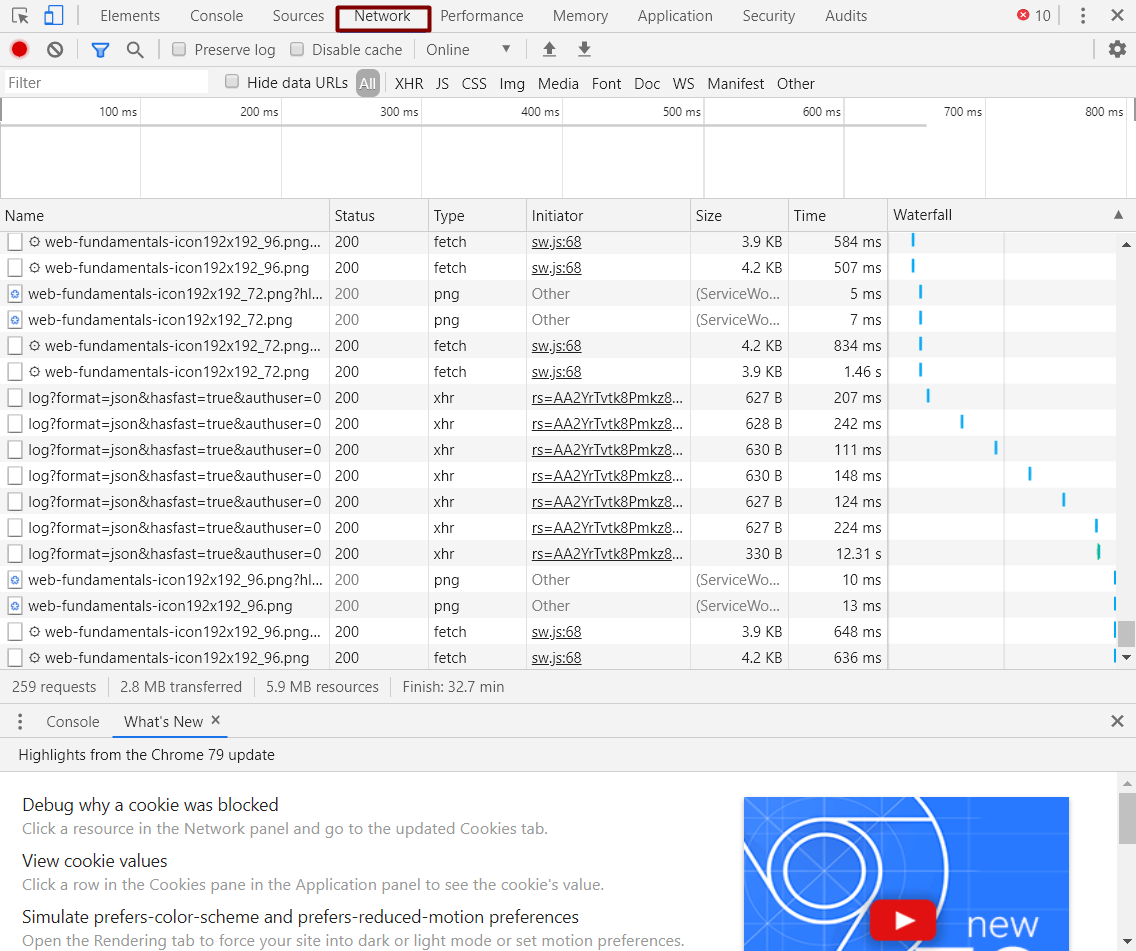 Elements Console Sources Network Performance Memory Application Security Audits 10
Preserve log Disable cache Online
Filter Hide data URLs All XHR JS CSS Img Media Font Doc WS Manifest Other
100 ms 200 ms 300 ms 400 ms 500 ms 600 ms 700 ms 800 ms
Name Status Type Initiator Size Time Waterfall
web-fundamentals-icon192x192_96.png... 200 fetch sw.js:68 3.9 KB 584 ms
web-fundamentals-icon192x192_96.png 200 fetch sw.js:68 4.2 KB 507 ms
web-fundamentals-icon192x192_72.png?hl... 200 png Other (ServiceWo... 5 ms
web-fundamentals-icon192x192_72.png 200 png Other (ServiceWo... 7 ms
web-fundamentals-icon192x192_72.png... 200 fetch sw.js:68 4.2 KB 834 ms
web-fundamentals-icon192x192_72.png 200 fetch sw.js:68 3.9 KB 1.46 s
log?format=json&hasfast=true&authuser=0 200 xhr rs=AA2YrTvtk8Pmkz8... 627 B 207 ms
log?format=json&hasfast=true&authuser=0 200 xhr rs=AA2YrTvtk8Pmkz8... 628 B 242 ms
log?format=json&hasfast=true&authuser=0 200 xhr rs=AA2YrTvtk8Pmkz8... 630 B 111 ms
log?format=json&hasfast=true&authuser=0 200 xhr rs=AA2YrTvtk8Pmkz8... 630 B 148 ms
log?format=json&hasfast=true&authuser=0 200 xhr rs=AA2YrTvtk8Pmkz8... 627 B 124 ms
log?format=json&hasfast=true&authuser=0 200 xhr rs=AA2YrTvtk8Pmkz8... 627 B 224 ms
log?format=json&hasfast=true&authuser=0 200 xhr rs=AA2YrTvtk8Pmkz8... 330 B 12.31 s
web-fundamentals-icon192x192_96.png?hl... 200 png Other (ServiceWo... 10 ms
web-fundamentals-icon192x192_96.png 200 png Other (ServiceWo... 13 ms
web-fundamentals-icon192x192_96.png... 200 fetch sw.js:68 3.9 KB 648 ms
web-fundamentals-icon192x192_96.png 200 fetch sw.js:68 4.2 KB 636 ms
259 requests 2.8 MB transferred 5.9 MB resources Finish: 32.7 min
Console What's New
Highlights from the Chrome 79 update
Debug why a cookie was blocked
Click a resource in the Network panel and go to the updated Cookies tab.
View cookie values
Click a row in the Cookies pane in the Application panel to see the cookie's value.
Simulate prefers-color-scheme and prefers-reduced-motion preferences
Open the Rendering tab to force your site into dark or light mode or set motion preferences.
new